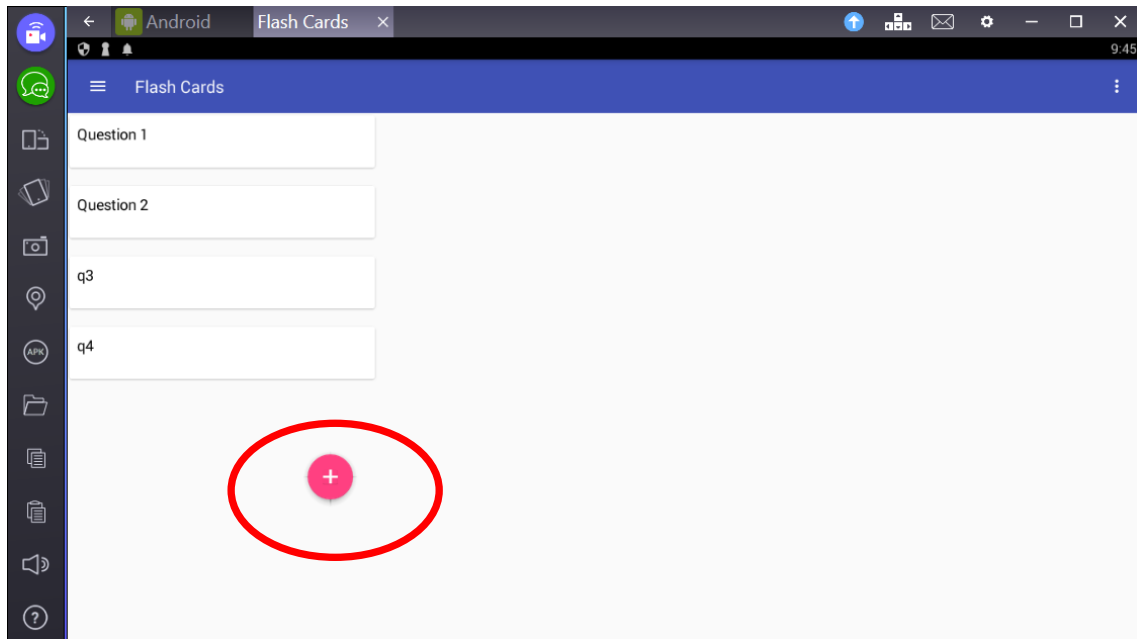 Android Flash Cards
9:45
Flash Cards
Question 1
Question 2
q3
q4
APK